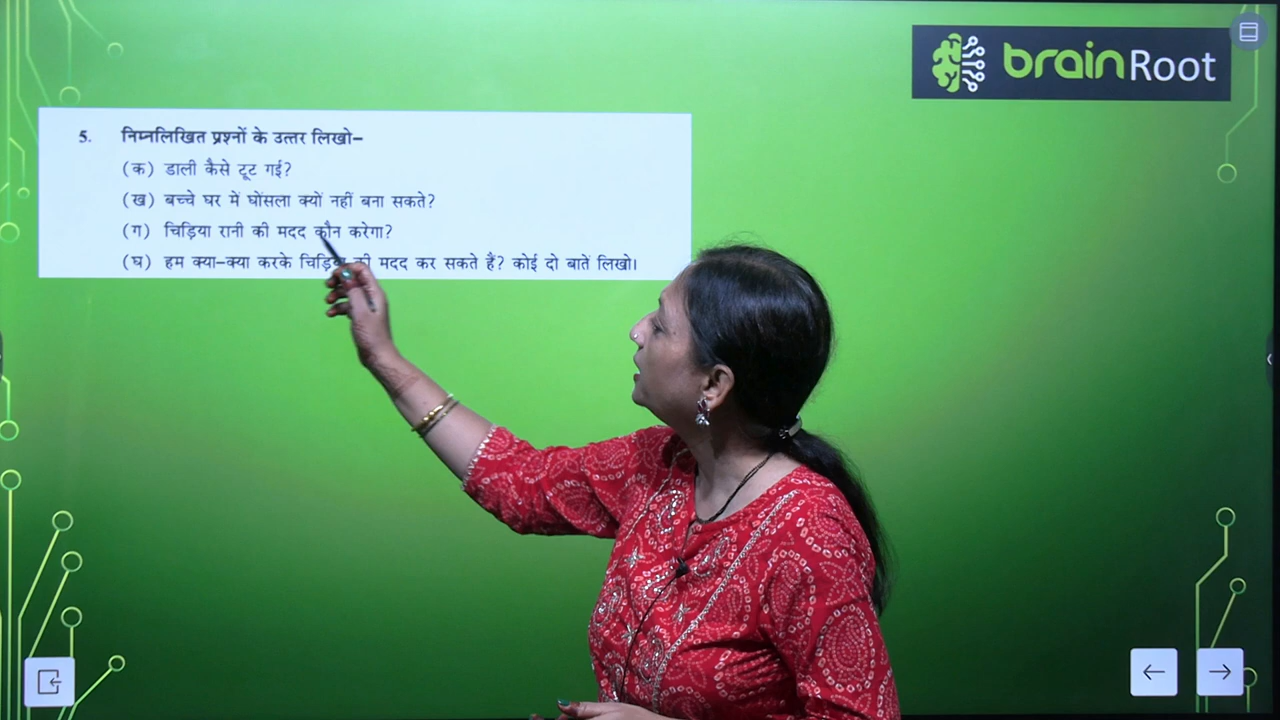 brainRoot
5. निम्नलिखित प्रश्नों के उत्तर लिखो–
(क) डाली कैसे टूट गई?
(ख) बच्चे घर में घोंसला क्यों नहीं बना सकते?
(ग) चिड़िया रानी की मदद कौन करेगा?
(घ) हम क्या–क्या करके मदद कर सकते हैं? कोई दो बातें लिखो।